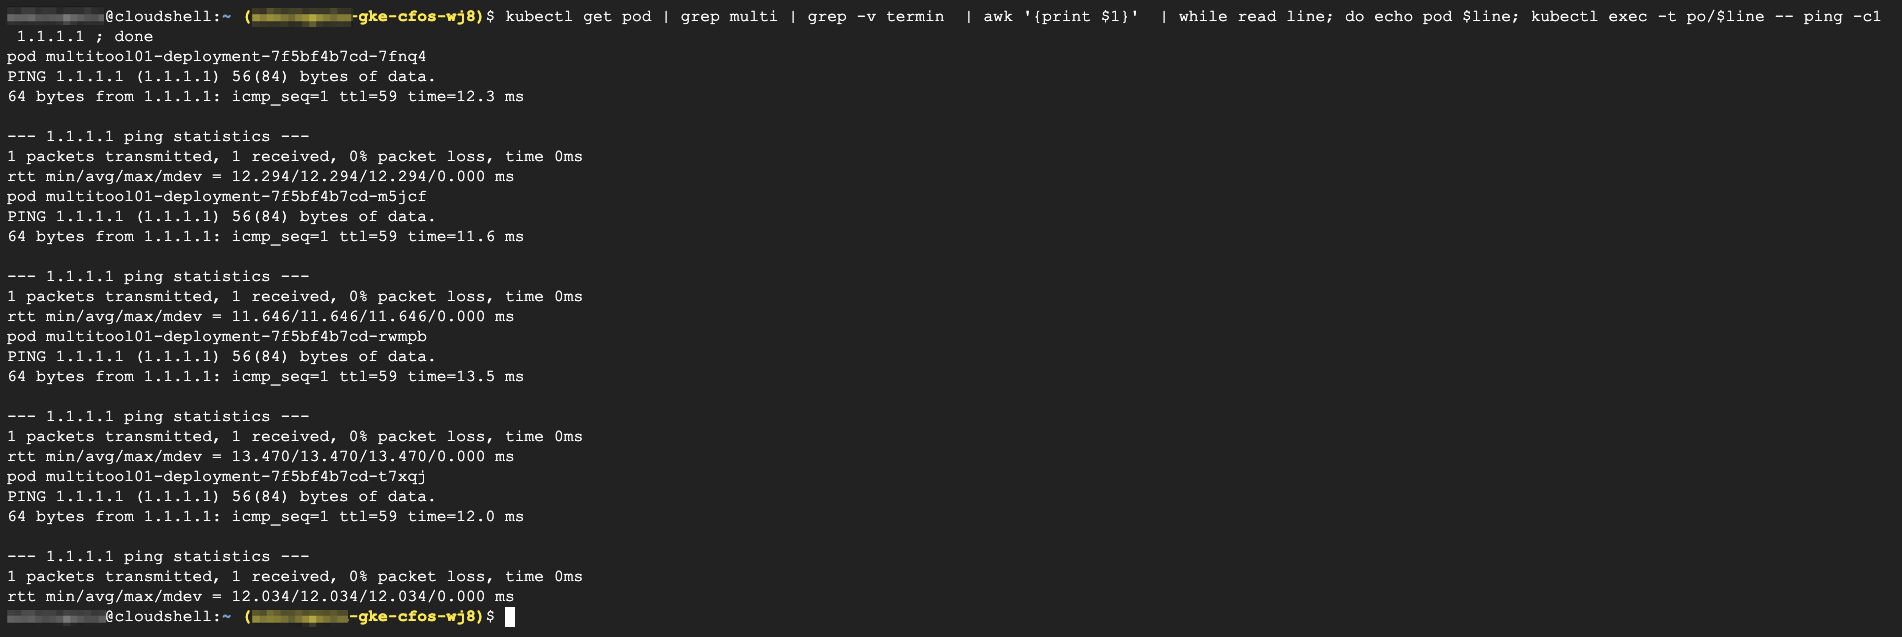 @cloudshell:~ (-gke-cfos-wj8)$ kubectl get pod | grep multi | grep -v termin  | awk '{print $1}'  | while read line; do echo pod $line; kubectl exec -t po/$line -- ping -c1
 1.1.1.1 ; done
pod multitool01-deployment-7f5bf4b7cd-7fnq4
PING 1.1.1.1 (1.1.1.1) 56(84) bytes of data.
64 bytes from 1.1.1.1: icmp_seq=1 ttl=59 time=12.3 ms

--- 1.1.1.1 ping statistics ---
1 packets transmitted, 1 received, 0% packet loss, time 0ms
rtt min/avg/max/mdev = 12.294/12.294/12.294/0.000 ms
pod multitool01-deployment-7f5bf4b7cd-m5jcf
PING 1.1.1.1 (1.1.1.1) 56(84) bytes of data.
64 bytes from 1.1.1.1: icmp_seq=1 ttl=59 time=11.6 ms

--- 1.1.1.1 ping statistics ---
1 packets transmitted, 1 received, 0% packet loss, time 0ms
rtt min/avg/max/mdev = 11.646/11.646/11.646/0.000 ms
pod multitool01-deployment-7f5bf4b7cd-rwmpb
PING 1.1.1.1 (1.1.1.1) 56(84) bytes of data.
64 bytes from 1.1.1.1: icmp_seq=1 ttl=59 time=13.5 ms

--- 1.1.1.1 ping statistics ---
1 packets transmitted, 1 received, 0% packet loss, time 0ms
rtt min/avg/max/mdev = 13.470/13.470/13.470/0.000 ms
pod multitool01-deployment-7f5bf4b7cd-t7xqj
PING 1.1.1.1 (1.1.1.1) 56(84) bytes of data.
64 bytes from 1.1.1.1: icmp_seq=1 ttl=59 time=12.0 ms

--- 1.1.1.1 ping statistics ---
1 packets transmitted, 1 received, 0% packet loss, time 0ms
rtt min/avg/max/mdev = 12.034/12.034/12.034/0.000 ms
@cloudshell:~ (-gke-cfos-wj8)$